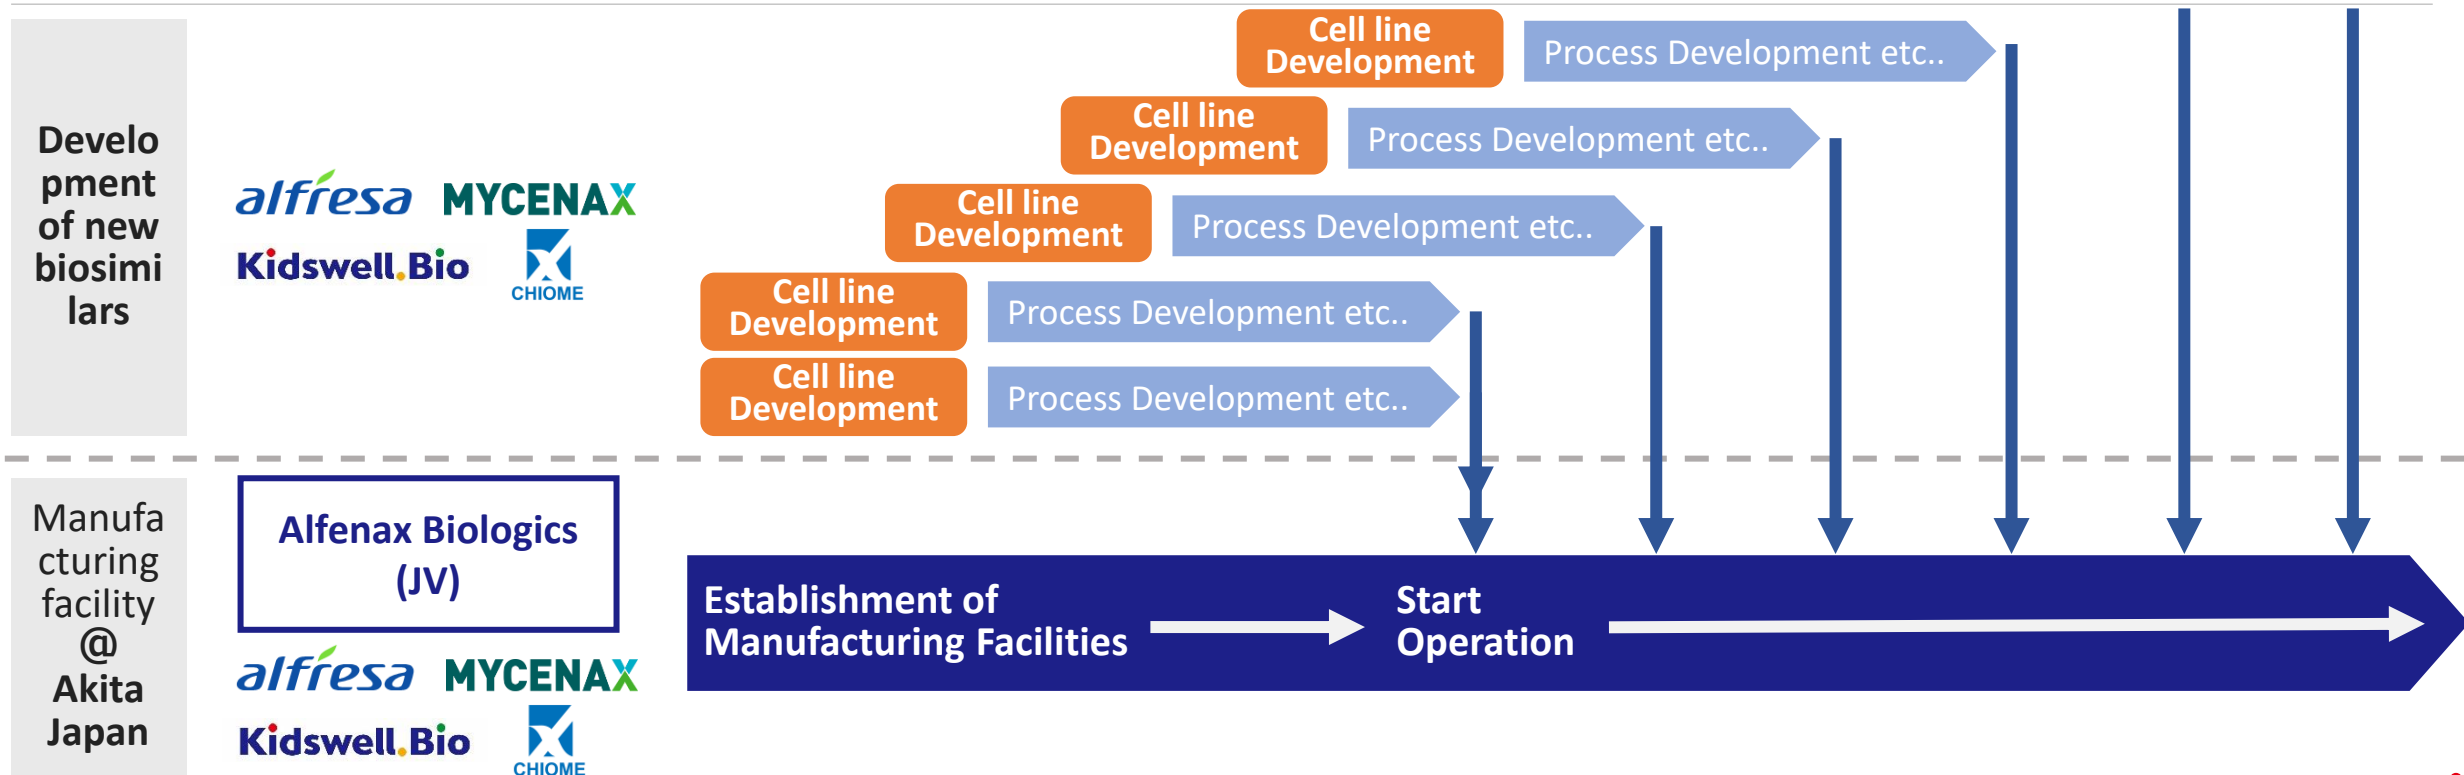 Develo
pment
of new
biosimi
lars
alfresa MYCENAX
Kidswell.Bio CHIOME
Cell line
Development
Process Development etc..
Cell line
Development
Process Development etc..
Cell line
Development
Process Development etc..
Cell line
Development
Process Development etc..
Cell line
Development
Process Development etc..
Manufa
cturing
facility
@
Akita
Japan
Alfenax Biologics
(JV)
alfresa MYCENAX
Kidswell.Bio CHIOME
Establishment of
Manufacturing Facilities
Start
Operation